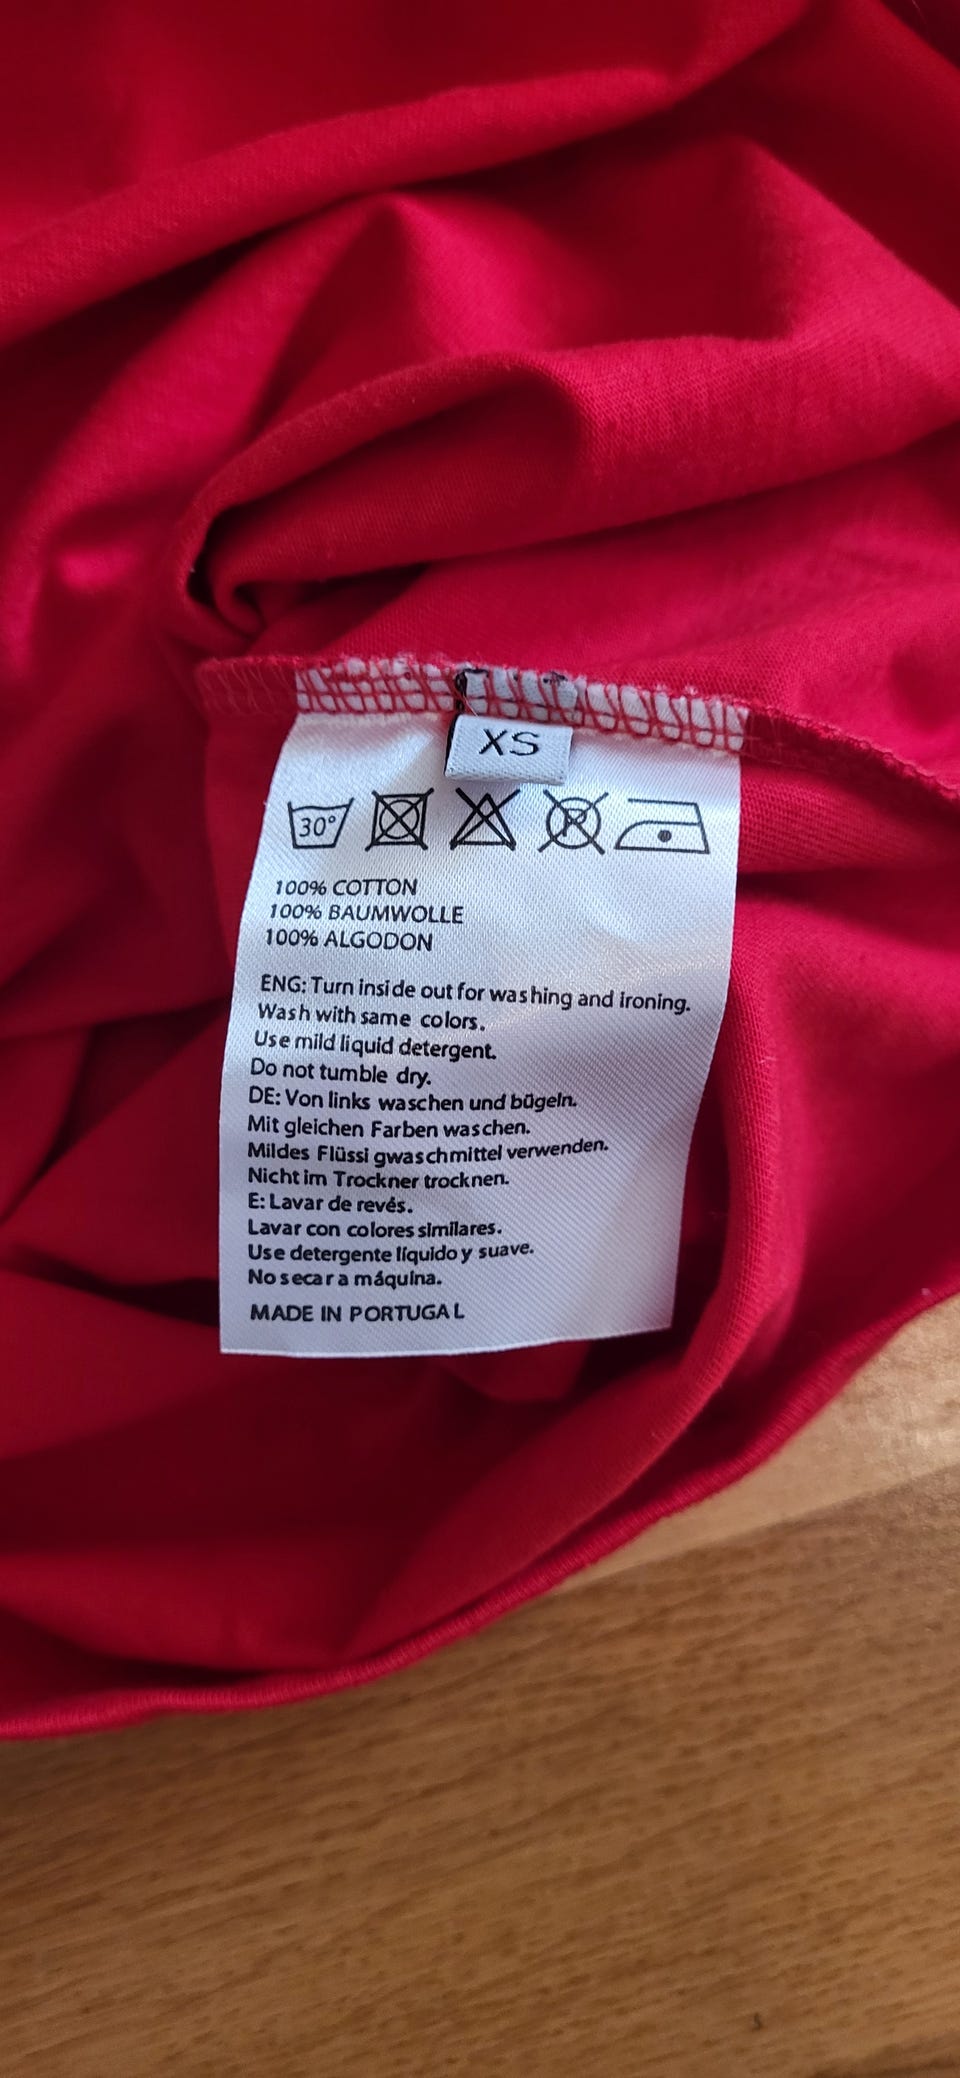 XS
30°
P
100% COTTON
100% BAUMWOLLE
100% ALGODON
ENG: Turn inside out for washing and ironing.
Wash with same colors.
Use mild liquid detergent.
Do not tumble dry.
DE: Von links waschen und bügeln.
Mit gleichen Farben waschen.
Mildes Flüssigwaschmittel verwenden.
Nicht im Trockner trocknen.
E: Lavar de revés.
Lavar con colores similares.
Use detergente líquido y suave.
No secar a máquina.
MADE IN PORTUGAL